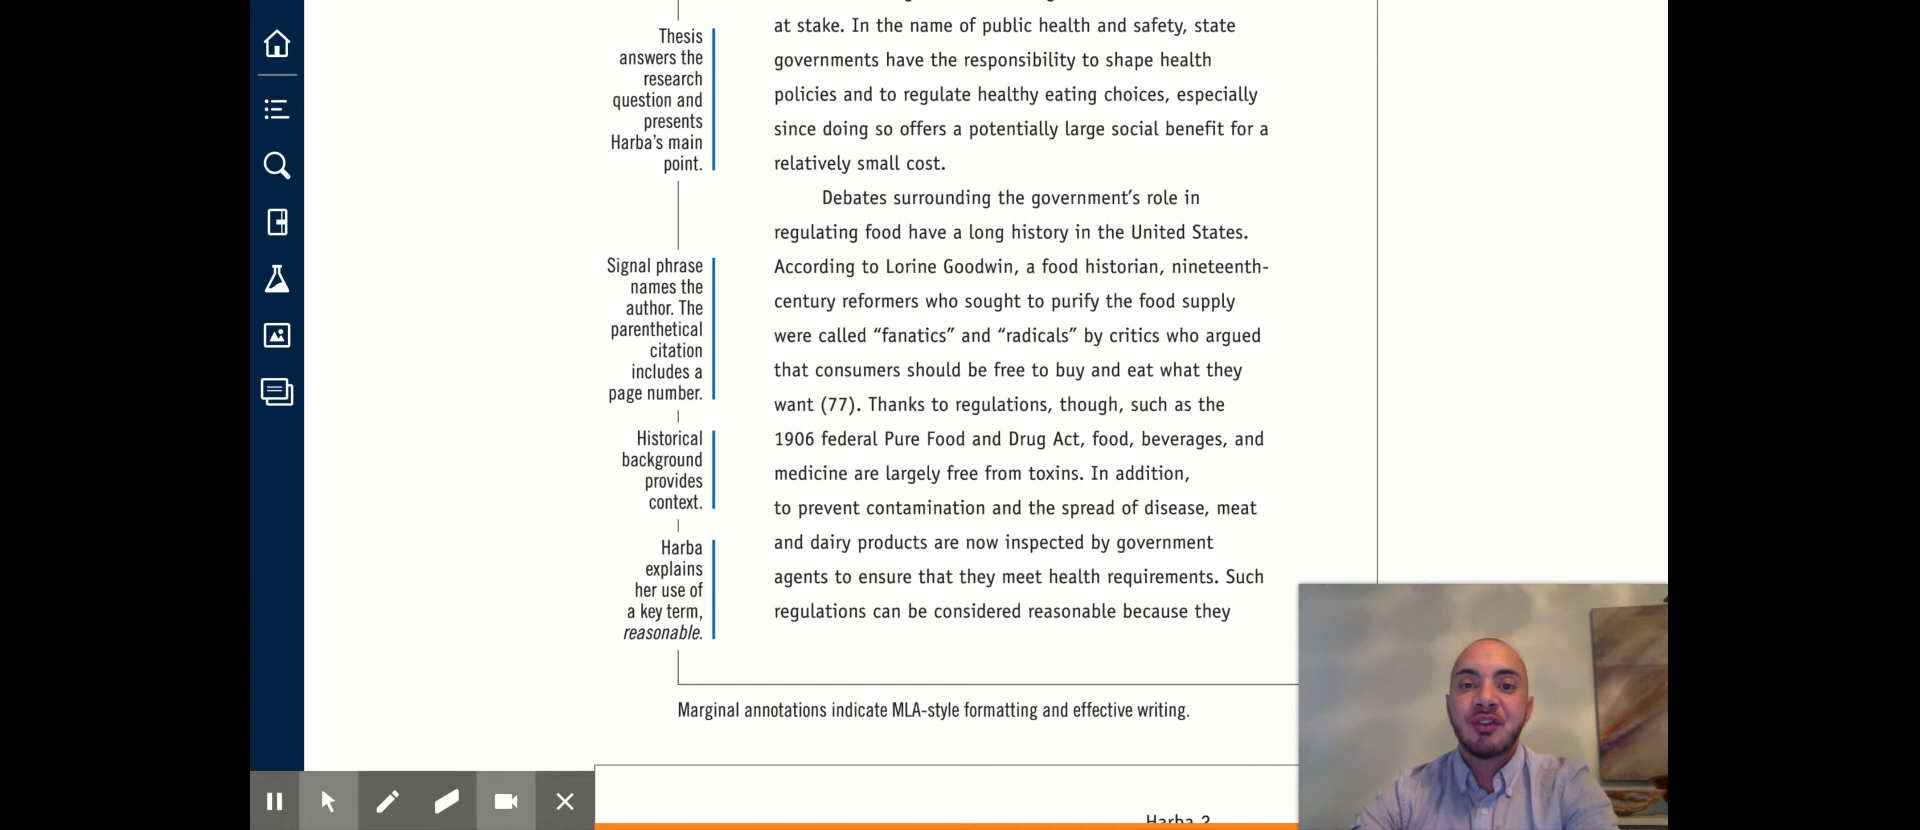 at stake. In the name of public health and safety, state
governments have the responsibility to shape health
policies and to regulate healthy eating choices, especially
since doing so offers a potentially large social benefit for a
relatively small cost.
Thesis
answers the
research
question and
presents
Harba's main
point.
Debates surrounding the government's role in
regulating food have a long history in the United States.
According to Lorine Goodwin, a food historian, nineteenth-
century reformers who sought to purify the food supply
were called “fanatics” and “radicals” by critics who argued
that consumers should be free to buy and eat what they
want (77). Thanks to regulations, though, such as the
1906 federal Pure Food and Drug Act, food, beverages, and
medicine are largely free from toxins. In addition,
to prevent contamination and the spread of disease, meat
and dairy products are now inspected by government
agents to ensure that they meet health requirements. Such
regulations can be considered reasonable because they
Signal phrase
names the
author. The
parenthetical
citation
includes a
page number.
Historical
background
provides
context.
Harba
explains
her use of
a key term,
reasonable.
Marginal annotations indicate MLA-style formatting and effective writing.
Harba 2